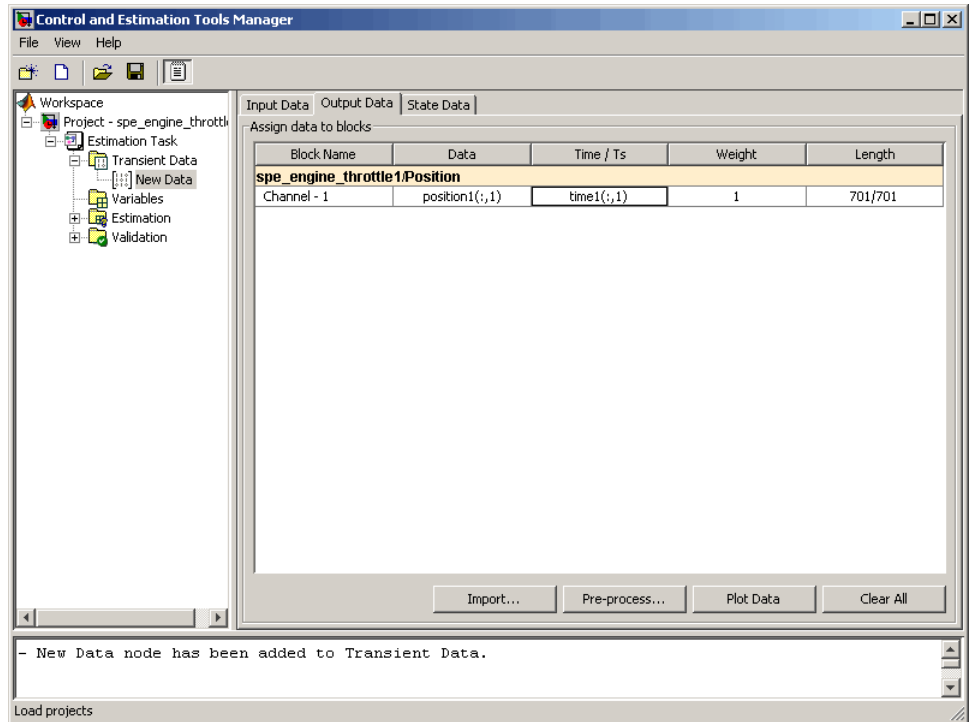 Control and Estimation Tools Manager
File View Help
Workspace
Project - spe_engine_throttl
Estimation Task
Transient Data
New Data
Variables
Estimation
Validation
Input Data Output Data State Data
Assign data to blocks
Block Name Data Time / Ts Weight Length
spe_engine_throttle1/Position
Channel - 1 position1(:,1) time1(:,1) 1 701/701
Import... Pre-process... Plot Data Clear All
- New Data node has been added to Transient Data.
Load projects